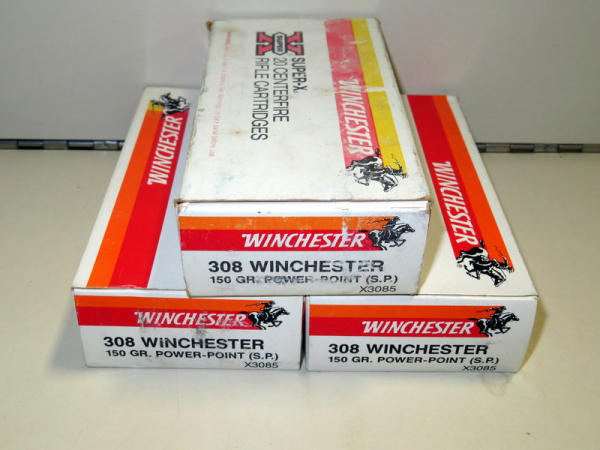 WINCHESTER
SUPER-X
SUPER
X
20 CENTERFIRE
RIFLE CARTRIDGES
WINCHESTER
WINCHESTER
WINCHESTER
308 WINCHESTER
150 GR. POWER-POINT (S.P.)
X3085
WINCHESTER
308 WINCHESTER
150 GR. POWER-POINT (S.P.)
X3085
WINCHESTER
308 WINCHESTER
150 GR. POWER-POINT (S.P.)
X3085